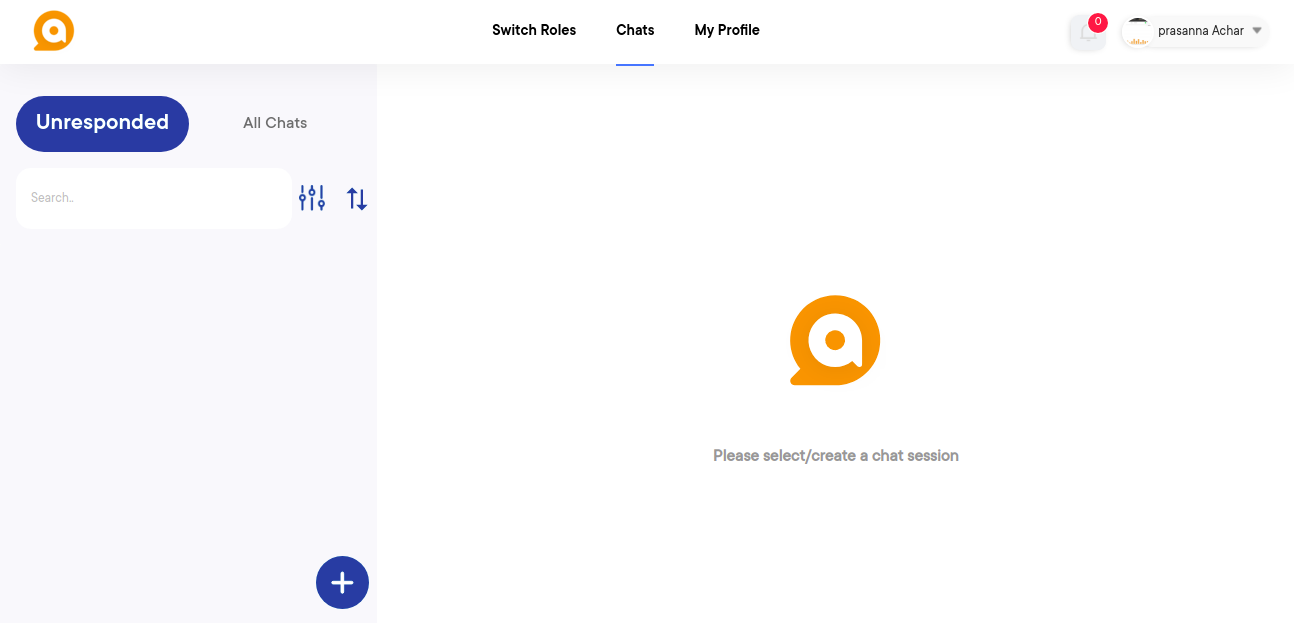 Switch Roles
Chats
My Profile
0
prasanna Achar
Unresponded
All Chats
Search..
Please select/create a chat session